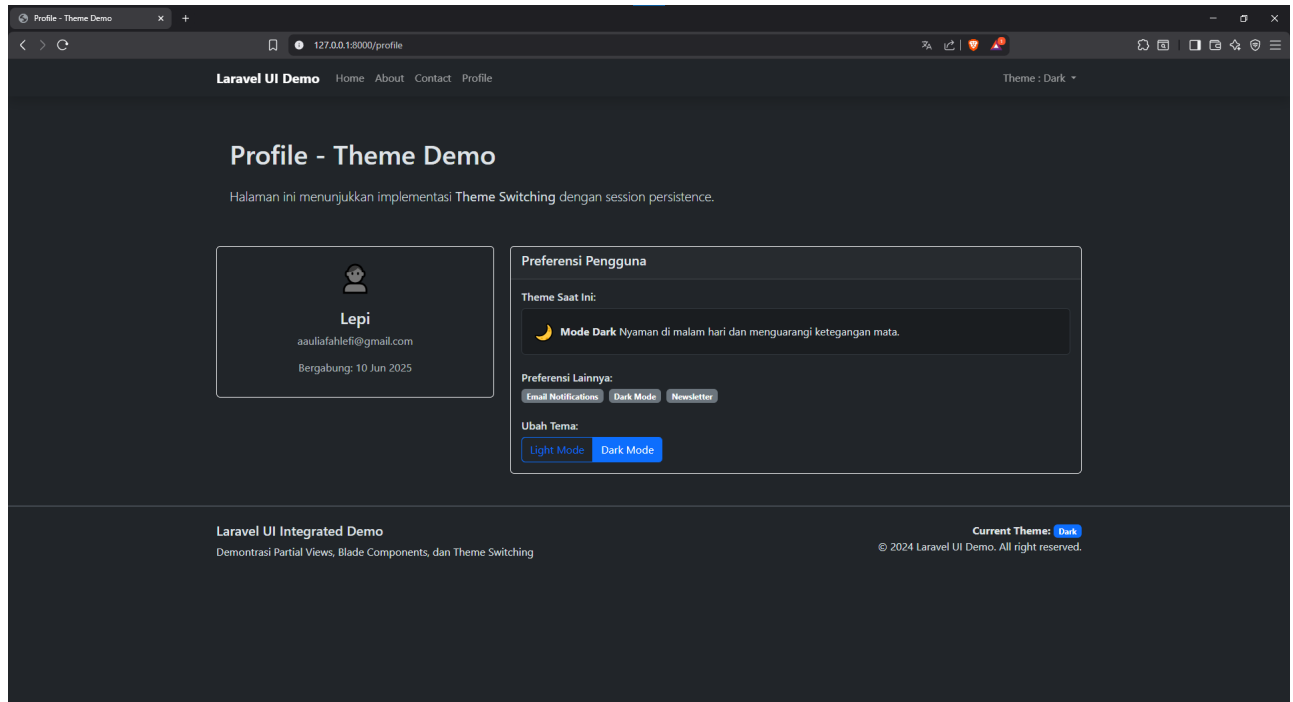 Profile - Theme Demo
127.0.0.1:8000/profile
1
Laravel UI Demo Home About Contact Profile Theme : Dark
Profile - Theme Demo
Halaman ini menunjukkan implementasi Theme Switching dengan session persistence.
Lepi
aauliafahlefi@gmail.com
Bergabung: 10 Jun 2025
Preferensi Pengguna
Theme Saat Ini:
Mode Dark Nyaman di malam hari dan menguarangi ketegangan mata.
Preferensi Lainnya:
Email Notifications Dark Mode Newsletter
Ubah Tema:
Light Mode Dark Mode
Laravel UI Integrated Demo
Demontrasi Partial Views, Blade Components, dan Theme Switching
Current Theme: Dark
© 2024 Laravel UI Demo. All right reserved.